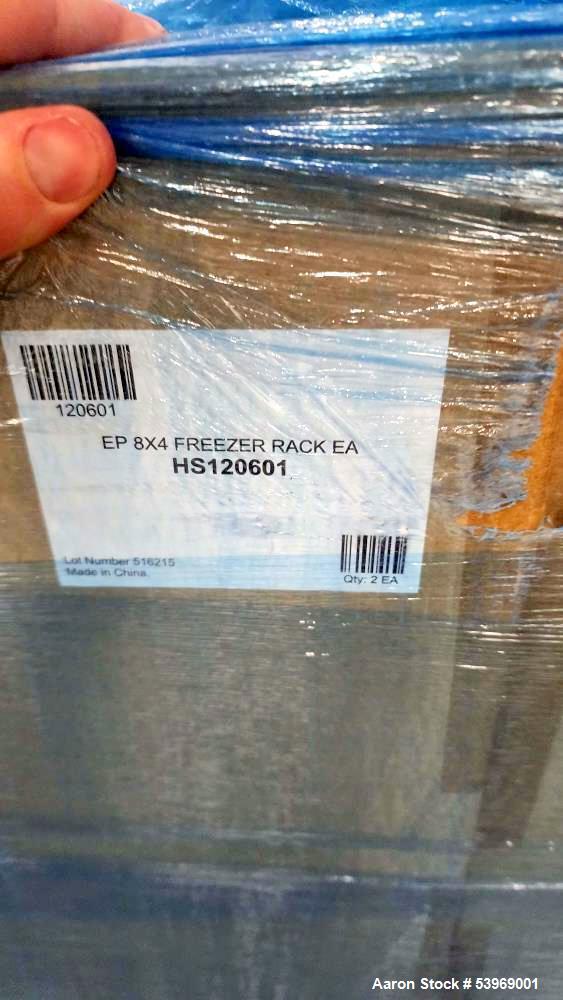 120601
EP 8X4 FREEZER RACK EA
HS120601
Lot Number 516215
Made in China.
Qty: 2 EA
Aaron Stock # 53969001